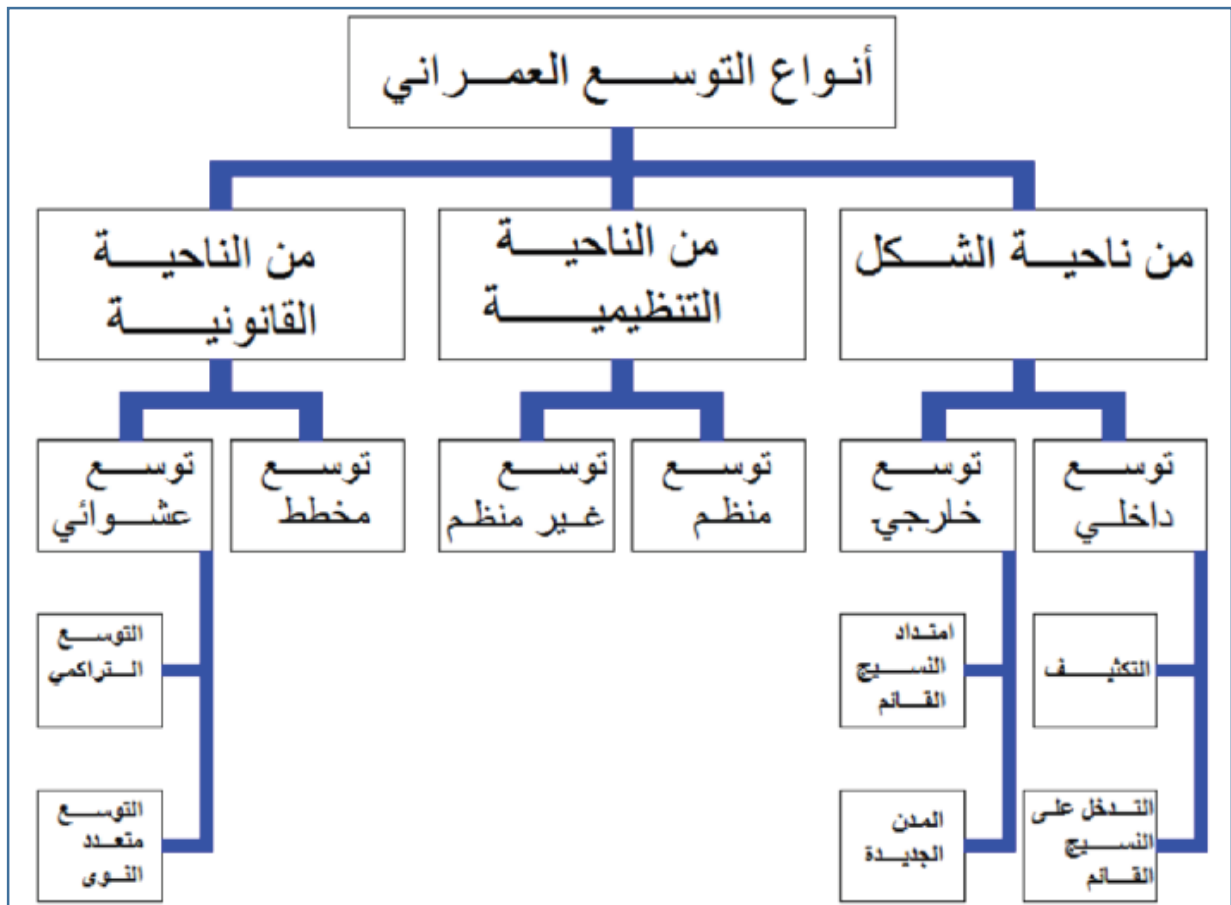 أنواع التوسع العمراني
من ناحية الشكل
من الناحية
التنظيمية
من الناحية
القانونية
توسع
داخلي
توسع
خارجي
توسع
منظم
توسع
غير منظم
توسع
مخطط
توسع
عشوائي
التكثيف
امتداد
النسيج
القائم
التوسع
التراكمي
التدخل على
النسيج
القائم
المدن
الجديدة
التوسع
متعدد
النوى